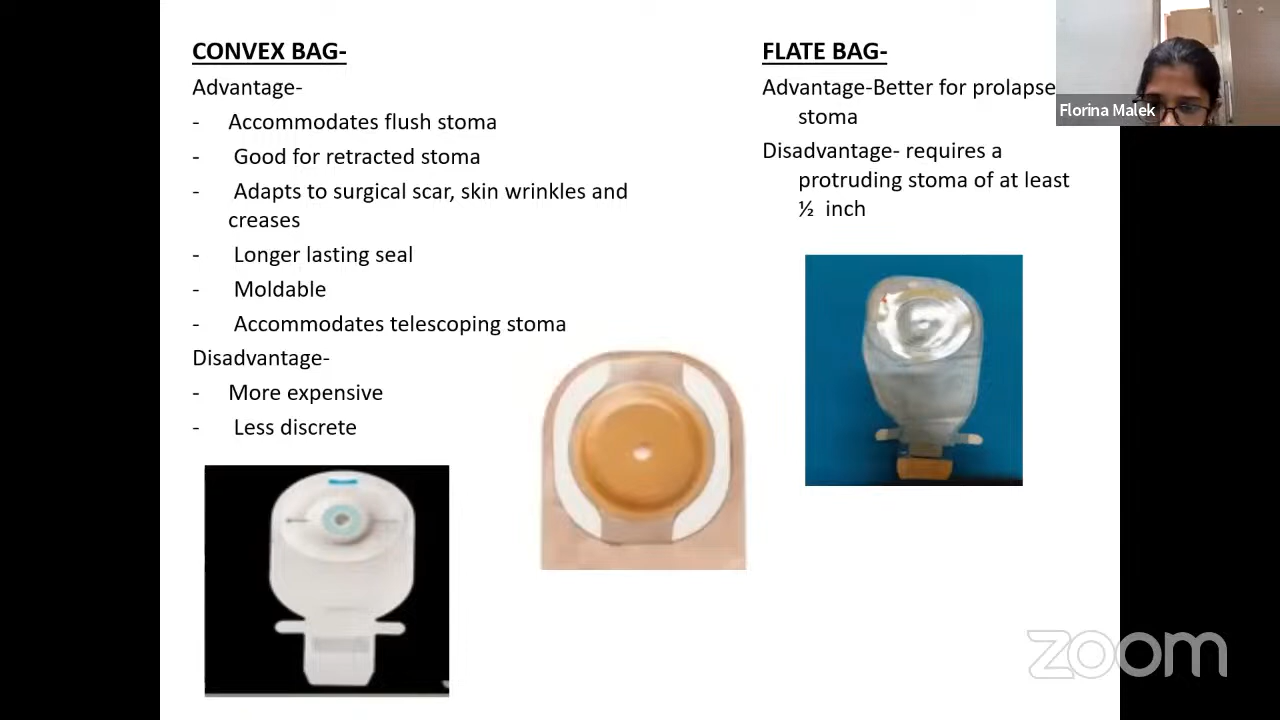 CONVEX BAG-
Advantage-
- Accommodates flush stoma
- Good for retracted stoma
- Adapts to surgical scar, skin wrinkles and
creases
- Longer lasting seal
- Moldable
- Accommodates telescoping stoma
Disadvantage-
- More expensive
- Less discrete
FLATE BAG-
Advantage-Better for prolapse
stoma
Disadvantage- requires a
protruding stoma of at least
½ inch
Florina Malek
zoom